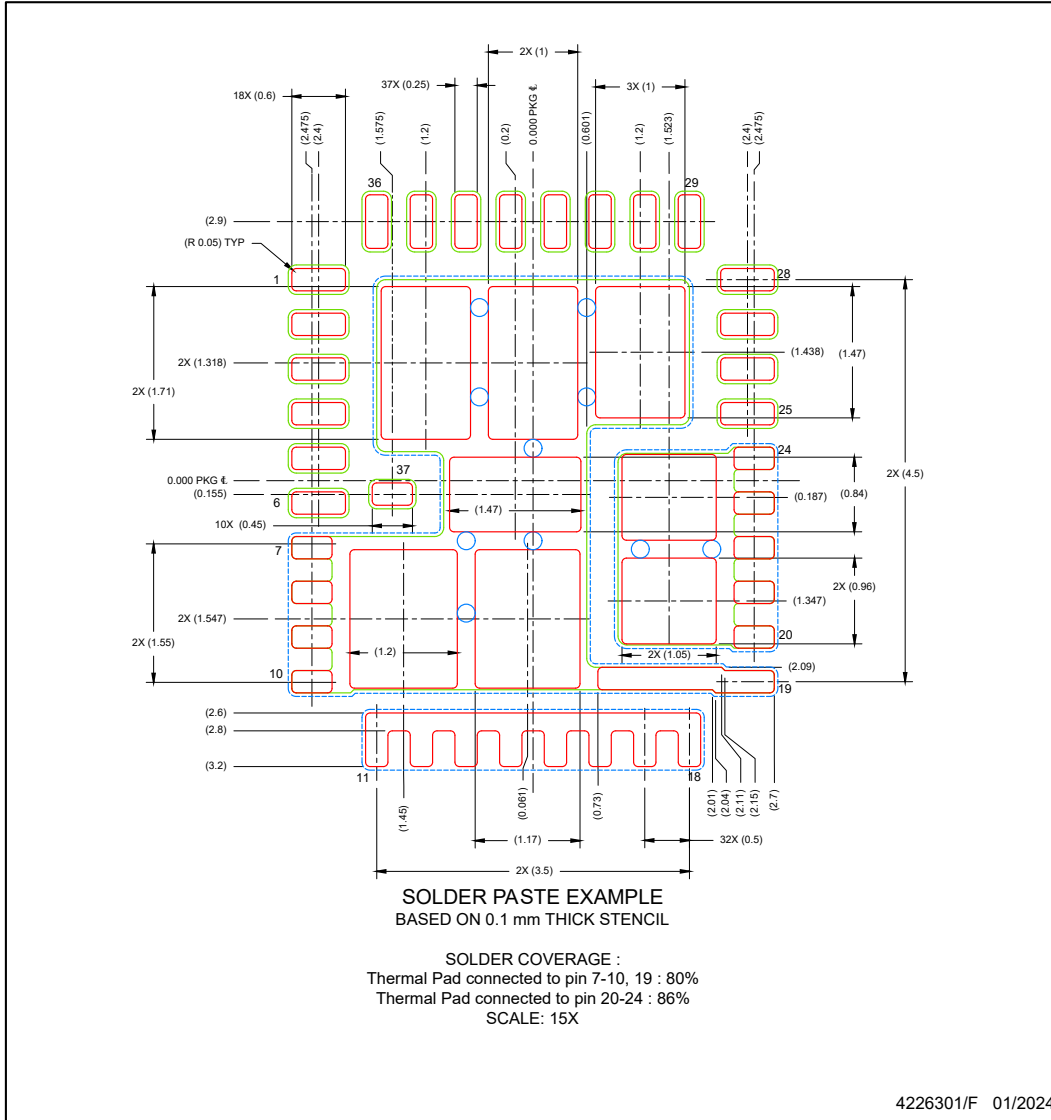 2X (1)
37X (0.25)
3X (1)
18X (0.6)
(2.475)
(2.4)
(1.575)
(1.2)
(0.2)
0.000 PKG ℄
(0.601)
(1.2)
(1.523)
(2.4)
(2.475)
36
29
(2.9)
(R 0.05) TYP
1
28
2X (1.318)
(1.438)
(1.47)
2X (1.71)
25
24
37
0.000 PKG ℄
(0.155)
2X (4.5)
(0.187)
(0.84)
6
(1.47)
10X (0.45)
7
2X (0.96)
(1.347)
2X (1.547)
2X (1.55)
(1.2)
20
2X (1.05)
(2.09)
10
19
(2.6)
(2.8)
(3.2)
11
18
(1.45)
(0.061)
(0.73)
(2.01)
(2.04)
(2.11)
(2.15)
(2.7)
(1.17)
32X (0.5)
2X (3.5)
SOLDER PASTE EXAMPLE
BASED ON 0.1 mm THICK STENCIL
SOLDER COVERAGE :
Thermal Pad connected to pin 7-10, 19 : 80%
Thermal Pad connected to pin 20-24 : 86%
SCALE: 15X
4226301/F 01/2024